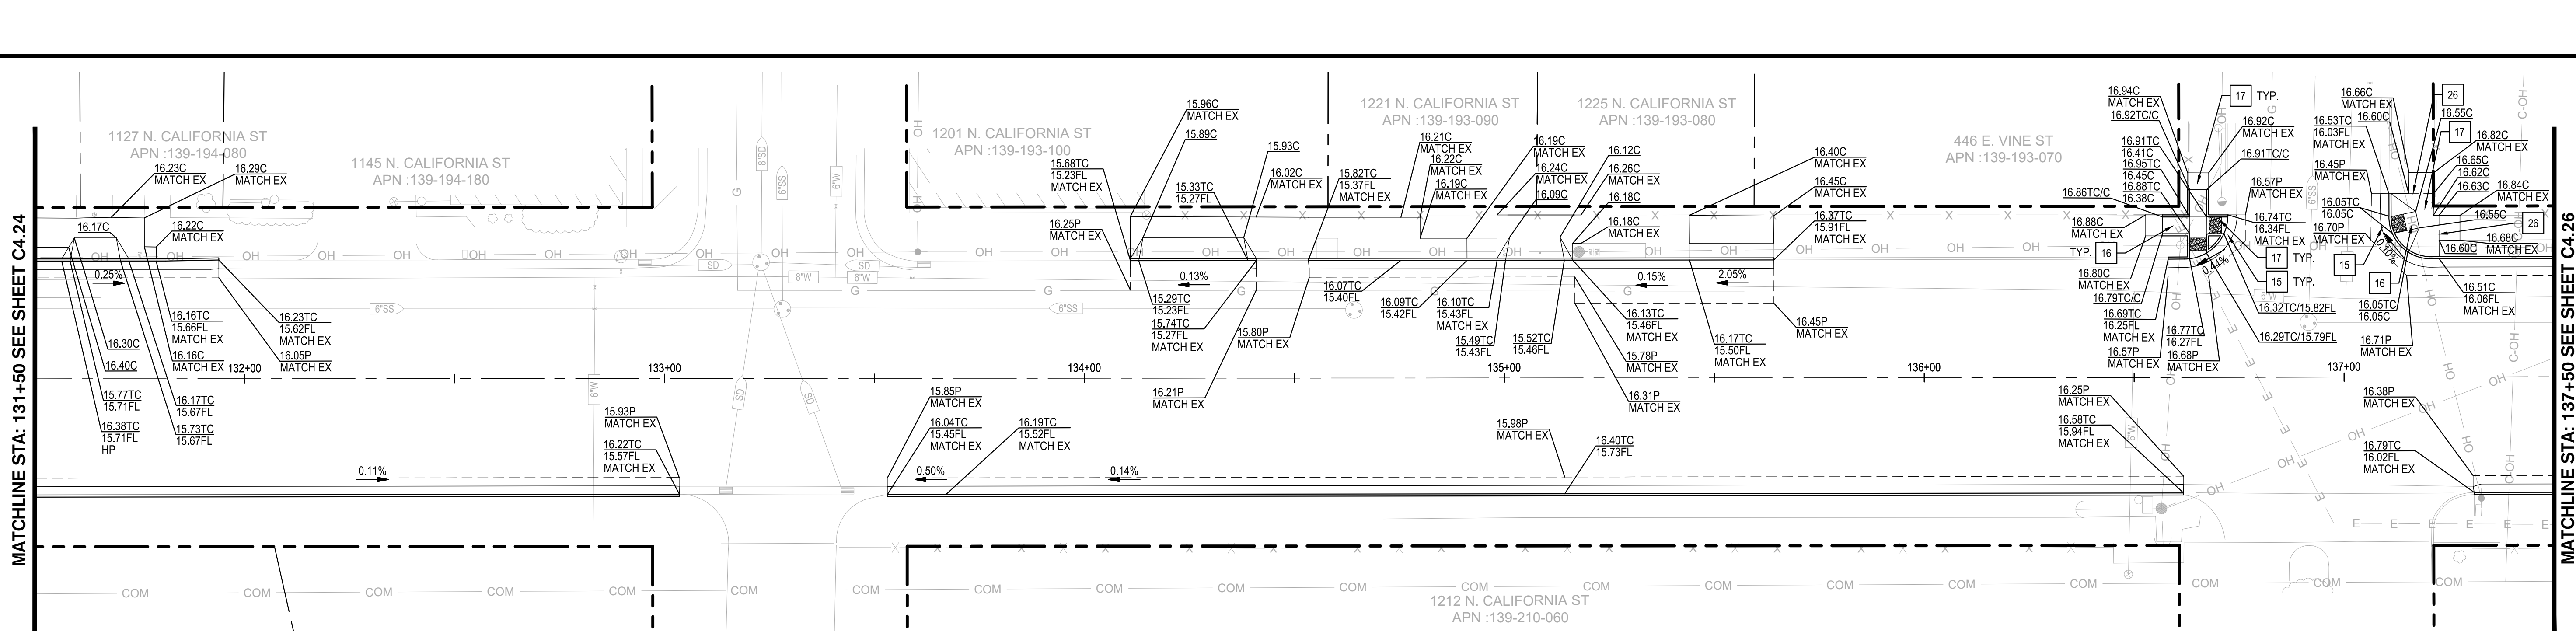 MATCHLINE STA: 131+50 SEE SHEET C4.24
1127 N. CALIFORNIA ST
APN :139-194-080
1145 N. CALIFORNIA ST
APN :139-194-180
16.23C
MATCH EX
16.29C
MATCH EX
16.17C
16.22C
MATCH EX
0.25%
16.30C
16.40C
15.77TC
15.71FL
16.38TC
15.71FL
HP
16.16TC
15.66FL
MATCH EX
16.16C
MATCH EX
16.17TC
15.67FL
15.73TC
15.67FL
16.23TC
15.62FL
MATCH EX
16.05P
MATCH EX
132+00
133+00
134+00
135+00
136+00
137+00
0.11%
15.93P
MATCH EX
16.22TC
15.57FL
MATCH EX
6"SS
6"W
8"SD
6"SS
6"W
SD
SD
8"W
6"W
SD
SD
6"SS
OH
G
COM
1201 N. CALIFORNIA ST
APN :139-193-100
15.96C
MATCH EX
15.89C
15.68TC
15.23FL
MATCH EX
15.33TC
15.27FL
16.25P
MATCH EX
15.93C
16.02C
MATCH EX
15.82TC
15.37FL
MATCH EX
0.13%
15.29TC
15.23FL
15.74TC
15.27FL
MATCH EX
16.21P
MATCH EX
15.80P
MATCH EX
15.85P
MATCH EX
16.04TC
15.45FL
MATCH EX
16.19TC
15.52FL
MATCH EX
0.50%
0.14%
1221 N. CALIFORNIA ST
APN :139-193-090
16.21C
MATCH EX
16.22C
MATCH EX
16.19C
MATCH EX
16.19C
MATCH EX
16.24C
MATCH EX
16.09C
1225 N. CALIFORNIA ST
APN :139-193-080
16.12C
16.26C
MATCH EX
16.18C
16.18C
MATCH EX
16.07TC
15.40FL
16.09TC
15.42FL
16.10TC
15.43FL
MATCH EX
15.49TC
15.43FL
15.52TC
15.46FL
0.15%
2.05%
16.13TC
15.46FL
MATCH EX
15.78P
MATCH EX
16.31P
MATCH EX
16.17TC
15.50FL
MATCH EX
16.40C
MATCH EX
16.45C
MATCH EX
16.37TC
15.91FL
MATCH EX
16.45P
MATCH EX
15.98P
MATCH EX
16.40TC
15.73FL
1212 N. CALIFORNIA ST
APN :139-210-060
446 E. VINE ST
APN :139-193-070
16.94C
MATCH EX
16.92TC/C
16.91TC
16.41C
16.95TC
16.45C
16.88TC
16.38C
16.86TC/C
16.88C
MATCH EX
TYP. 16
16.80C
MATCH EX
16.79TC/C
16.69TC
16.25FL
MATCH EX
16.57P
MATCH EX
17 TYP.
16.92C
MATCH EX
16.91TC/C
16.57P
MATCH EX
16.74TC
16.34FL
MATCH EX
17 TYP.
15 TYP.
0.44%
6"W
16.32TC/15.82FL
16.29TC/15.79FL
16.77TC
16.27FL
16.68P
MATCH EX
16.25P
MATCH EX
16.58TC
15.94FL
MATCH EX
6"W
E
6"SS
16.66C
MATCH EX
16.60C
16.53TC
16.03FL
MATCH EX
16.45P
MATCH EX
15
16.05TC
16.05C
16.70P
MATCH EX
0.10%
16
16.05TC
16.05C
16.71P
MATCH EX
26
16.55C
17
16.82C
MATCH EX
16.65C
16.62C
16.63C
16.84C
MATCH EX
16.55C
26
16.68C
MATCH EX
16.60C
16.51C
16.06FL
MATCH EX
C-OH
16.38P
MATCH EX
16.79TC
16.02FL
MATCH EX
MATCHLINE STA: 137+50 SEE SHEET C4.26